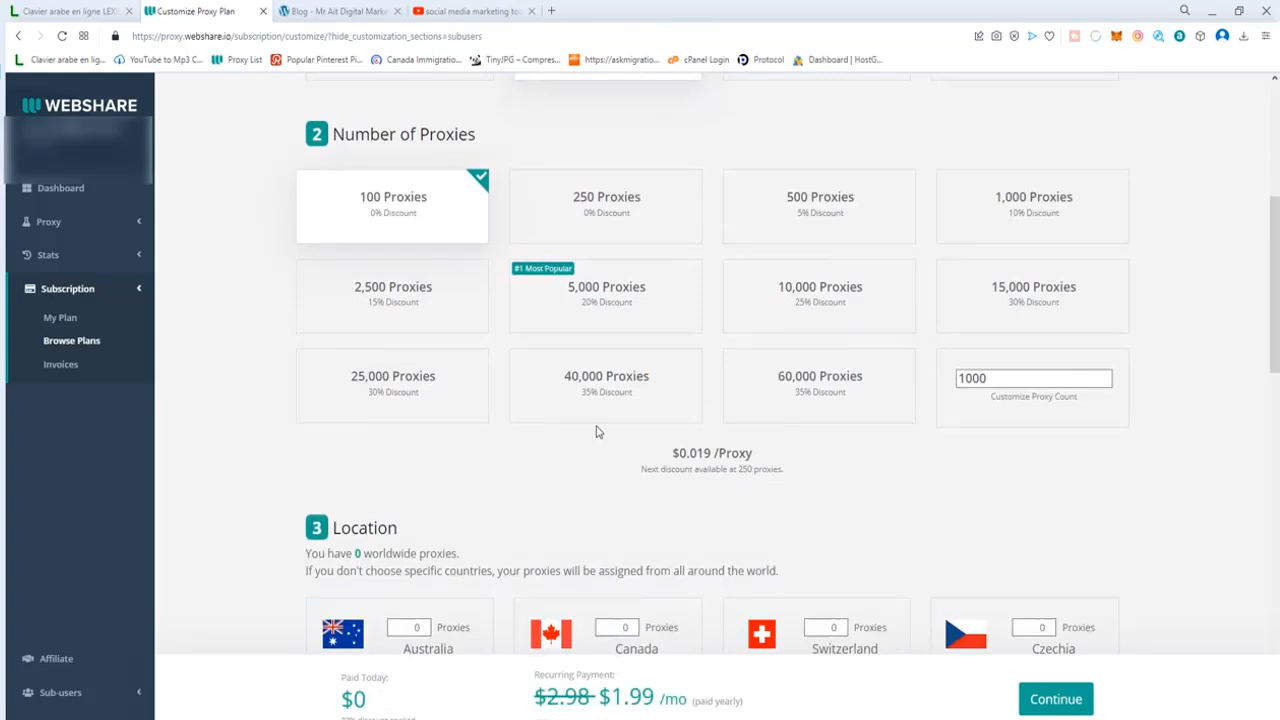 Clavier arabe en ligne LEX
Customize Proxy Plan
Blog - Mr Ait Digital Mark
social media marketing to
https://proxy.webshare.io/subscription/customize/?hide_customization_sections=subusers
Clavier arabe en lig...
YouTube to Mp3 C...
Proxy List
Popular Pinterest Pi...
Canada Immigratio...
TinyJPG – Compres...
https://askmigratio...
cPanel Login
Protocol
Dashboard | HostG...
WEBSHARE
Dashboard
Proxy
Stats
Subscription
My Plan
Browse Plans
Invoices
Affiliate
Sub-users
2 Number of Proxies
100 Proxies
0% Discount
250 Proxies
0% Discount
500 Proxies
5% Discount
1,000 Proxies
10% Discount
2,500 Proxies
15% Discount
#1 Most Popular
5,000 Proxies
20% Discount
10,000 Proxies
25% Discount
15,000 Proxies
30% Discount
25,000 Proxies
30% Discount
40,000 Proxies
35% Discount
60,000 Proxies
35% Discount
1000
Customize Proxy Count
$0.019 /Proxy
Next discount available at 250 proxies.
3 Location
You have 0 worldwide proxies.
If you don't choose specific countries, your proxies will be assigned from all around the world.
0 Proxies
Australia
0 Proxies
Canada
0 Proxies
Switzerland
0 Proxies
Czechia
Paid Today:
$0
Recurring Payment:
$2.98 $1.99 /mo (paid yearly)
Continue